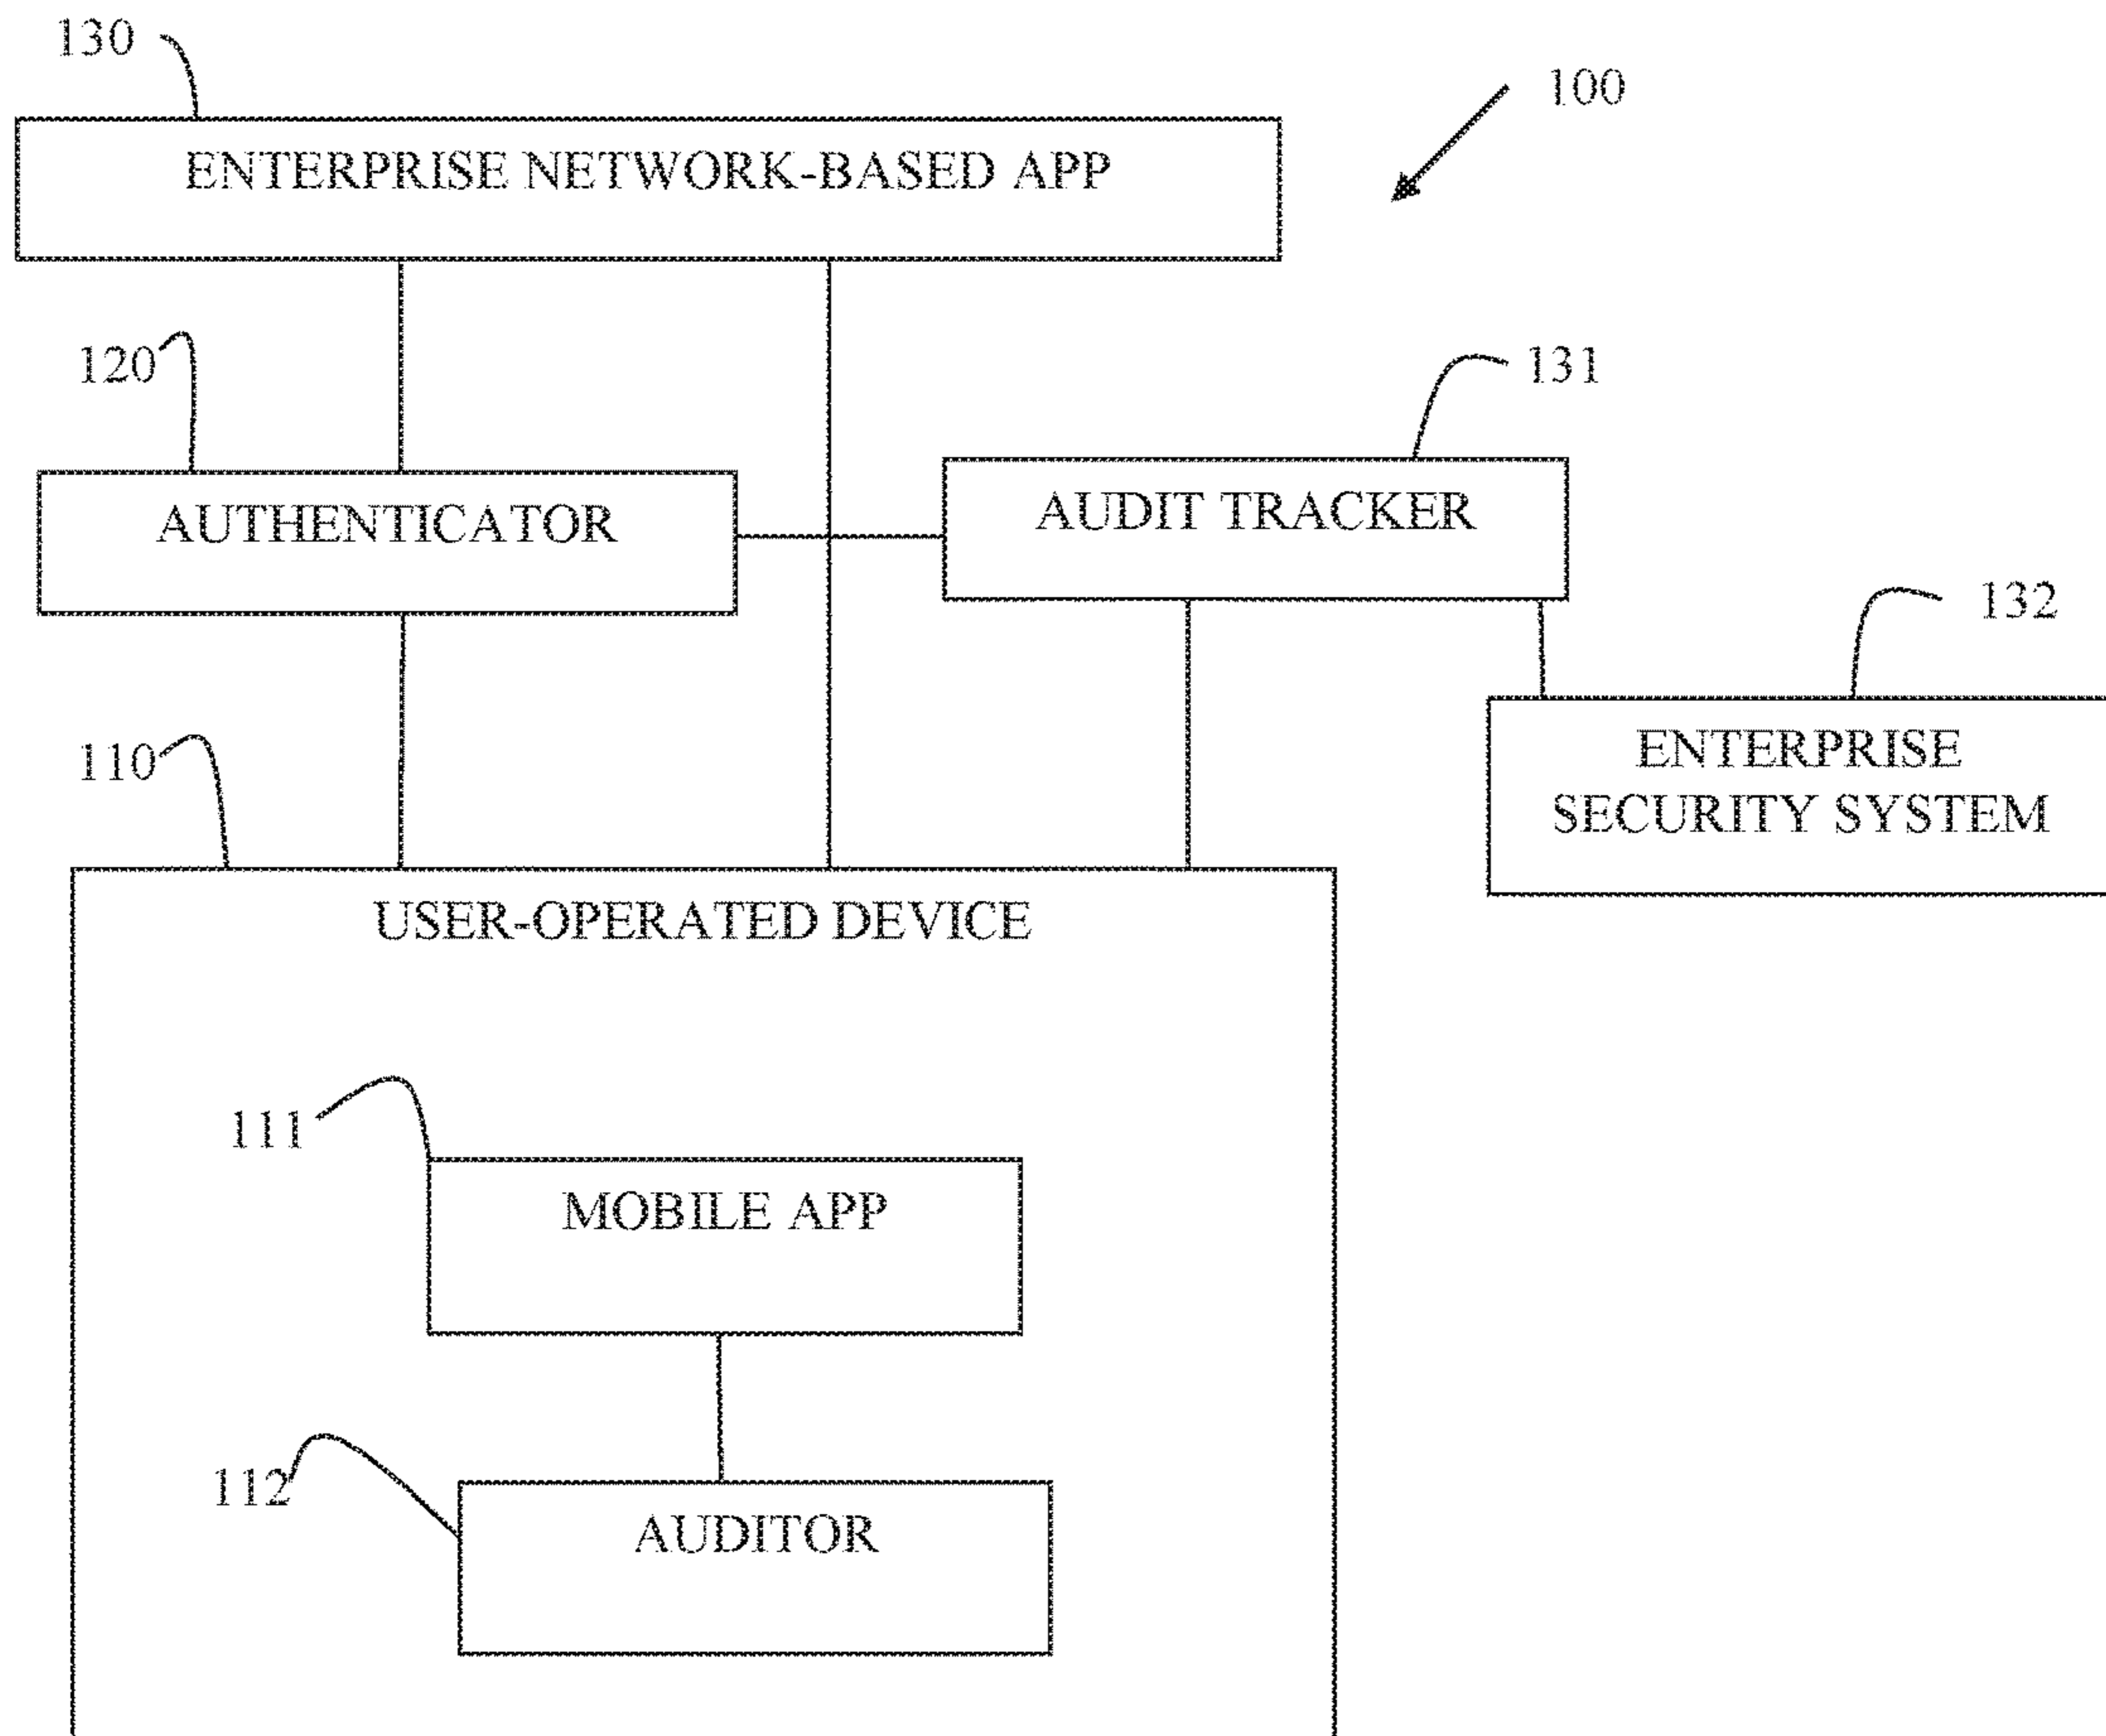 130
100
ENTERPRISE NETWORK-BASED APP
120
131
AUTHENTICATOR
AUDIT TRACKER
132
110
ENTERPRISE
SECURITY SYSTEM
USER-OPERATED DEVICE
111
MOBILE APP
112
AUDITOR